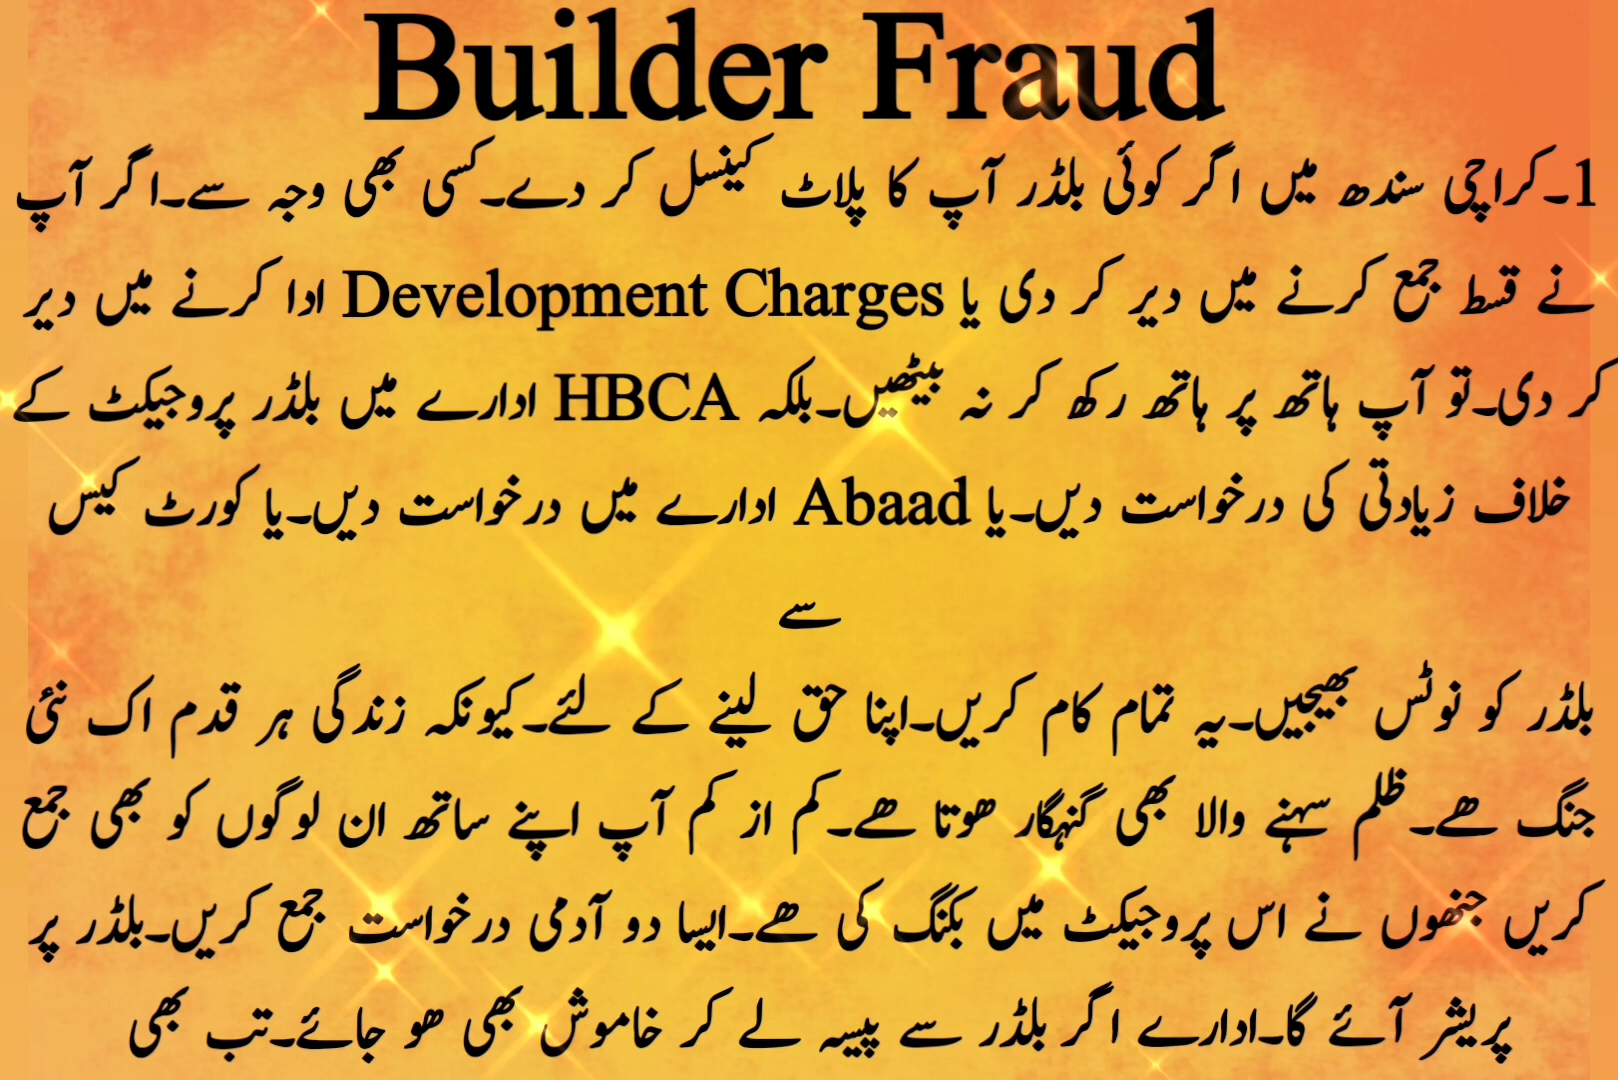 Builder Fraud
1۔کراچی سندھ میں اگر کوئی بلڈر آپ کا پلاٹ کینسل کر دے۔کسی بھی وجہ سے۔اگر آپ
نے قسط جمع کرنے میں دیر کر دی یا Development Charges ادا کرنے میں دیر
کر دی۔تو آپ ہاتھ پر ہاتھ رکھ کر نہ بیٹھیں۔بلکہ HBCA ادارے میں بلڈر پروجیکٹ کے
خلاف زیادتی کی درخواست دیں۔یا Abaad ادارے میں درخواست دیں۔یا کورٹ کیس
سے
بلڈر کو نوٹس بھیجیں۔یہ تمام کام کریں۔اپنا حق لینے کے لئے۔کیونکہ زندگی ہر قدم اک نئی
جنگ ھے۔ظلم سہنے والا بھی گنہگار ھوتا ھے۔کم از کم آپ اپنے ساتھ ان لوگوں کو بھی جمع
کریں جنھوں نے اس پروجیکٹ میں بکنگ کی ھے۔ایسا دو آدمی درخواست جمع کریں۔بلڈر پر
پریشر آئے گا۔ادارے اگر بلڈر سے پیسہ لے کر خاموش بھی ھو جائے۔تب بھی